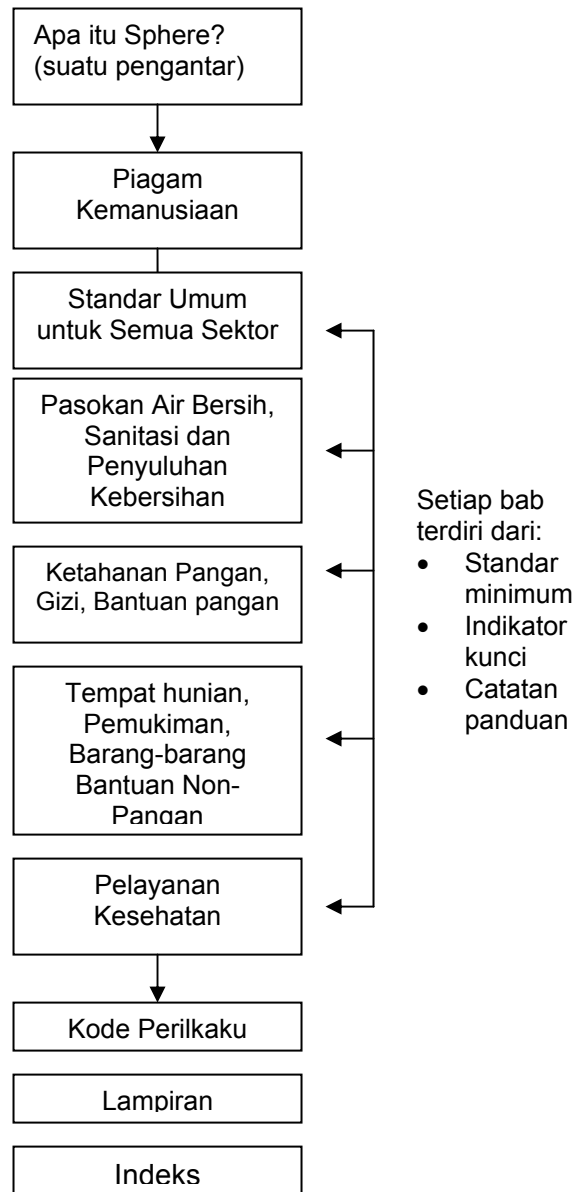 Apa itu Sphere?
(suatu pengantar)
Piagam
Kemanusiaan
Standar Umum
untuk Semua Sektor
Pasokan Air Bersih,
Sanitasi dan
Penyuluhan
Kebersihan
Ketahanan Pangan,
Gizi, Bantuan pangan
Tempat hunian,
Pemukiman,
Barang-barang
Bantuan Non-
Pangan
Pelayanan
Kesehatan
Kode Perilkaku
Lampiran
Indeks
Setiap bab
terdiri dari:
• Standar
minimum
• Indikator
kunci
• Catatan
panduan